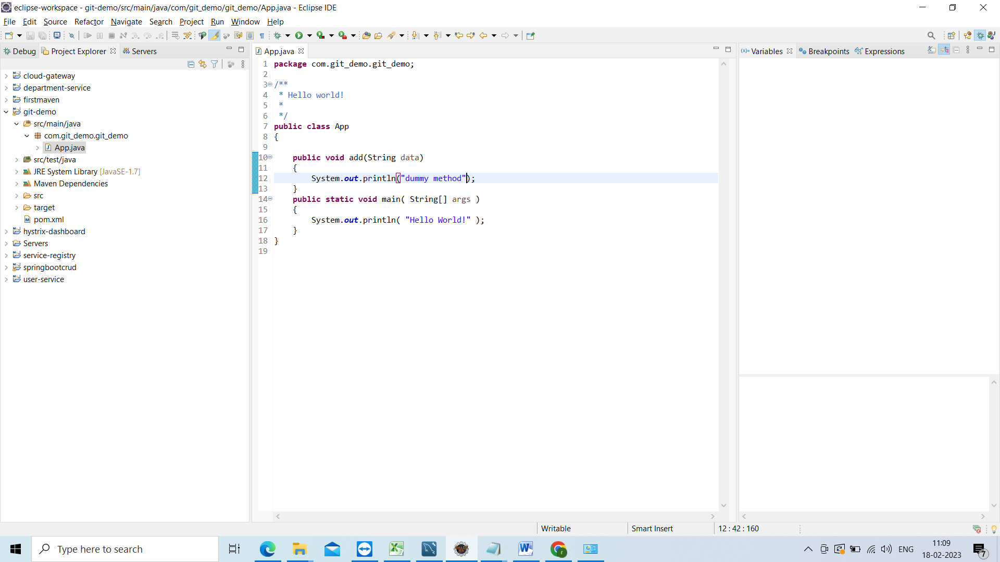 eclipse-workspace - git-demo/src/main/java/com/git_demo/git_demo/App.java - Eclipse IDE
File Edit Source Refactor Navigate Search Project Run Window Help
Debug Project Explorer Servers
cloud-gateway
department-service
firstmaven
git-demo
src/main/java
com.git_demo.git_demo
App.java
src/test/java
JRE System Library [JavaSE-1.7]
Maven Dependencies
src
target
pom.xml
hystrix-dashboard
Servers
service-registry
springbootcrud
user-service
App.java
1 package com.git_demo.git_demo;
2
3 /**
4  * Hello world!
5  *
6  */
7 public class App
8 {
9
10     public void add(String data)
11     {
12         System.out.println("dummy method");
13     }
14     public static void main( String[] args )
15     {
16         System.out.println( "Hello World!" );
17     }
18 }
19
(x)= Variables Breakpoints Expressions
Writable Smart Insert 12 : 42 : 160
Type here to search
ENG
11:09
18-02-2023
7